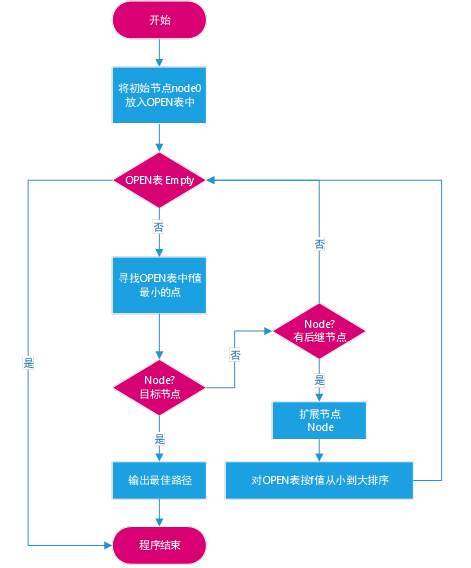 开始
将初始节点node0
放入OPEN表中
OPEN表 Empty
否
否
寻找OPEN表中f值
最小的点
Node?
有后继节点
否
是
Node?
目标节点
是
扩展节点
Node
是
输出最佳路径
对OPEN表按f值从小到大排序
程序结束